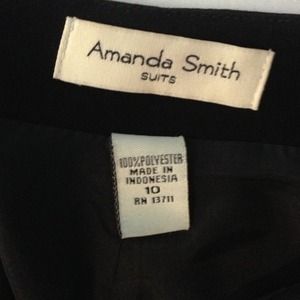 Amanda Smith
SUITS
100%POLYESTER
MADE IN
INDONESIA
10
RN 13711